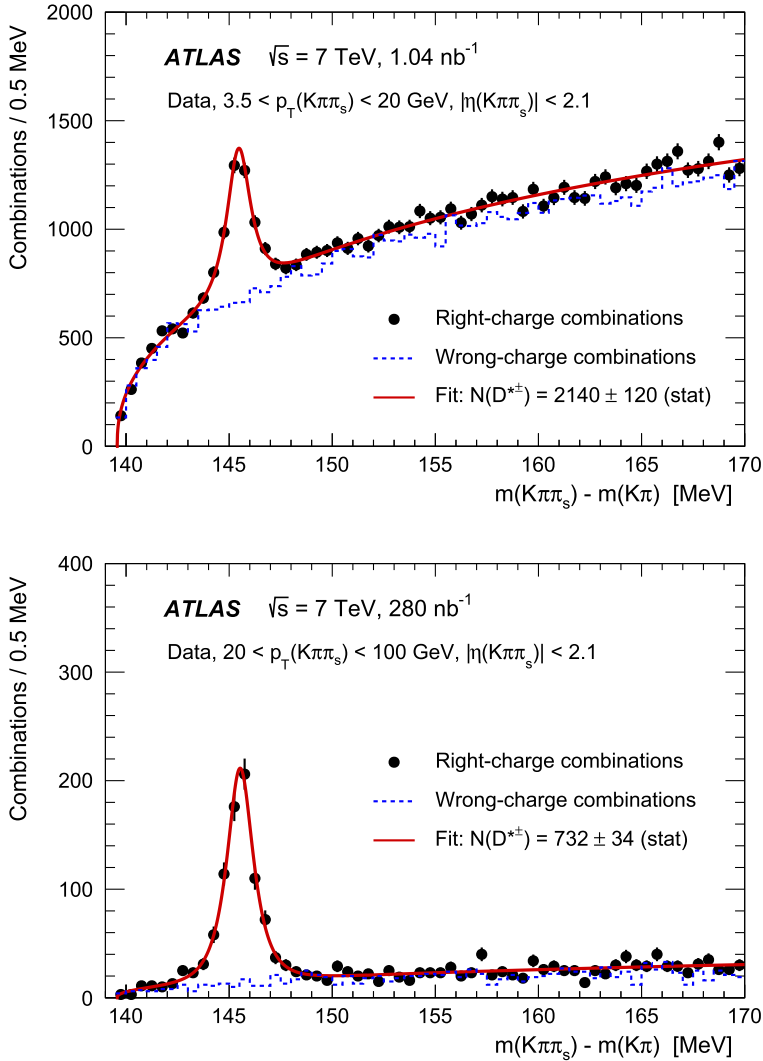 Combinations / 0.5 MeV
2000
1500
1000
500
0
ATLAS √s = 7 TeV, 1.04 nb⁻¹
Data, 3.5 < p_T(Kππ_s) < 20 GeV, |η(Kππ_s)| < 2.1
Right-charge combinations
Wrong-charge combinations
Fit: N(D*±) = 2140 ± 120 (stat)
140 145 150 155 160 165 170
m(Kππ_s) - m(Kπ) [MeV]
Combinations / 0.5 MeV
400
300
200
100
0
ATLAS √s = 7 TeV, 280 nb⁻¹
Data, 20 < p_T(Kππ_s) < 100 GeV, |η(Kππ_s)| < 2.1
Right-charge combinations
Wrong-charge combinations
Fit: N(D*±) = 732 ± 34 (stat)
140 145 150 155 160 165 170
m(Kππ_s) - m(Kπ) [MeV]